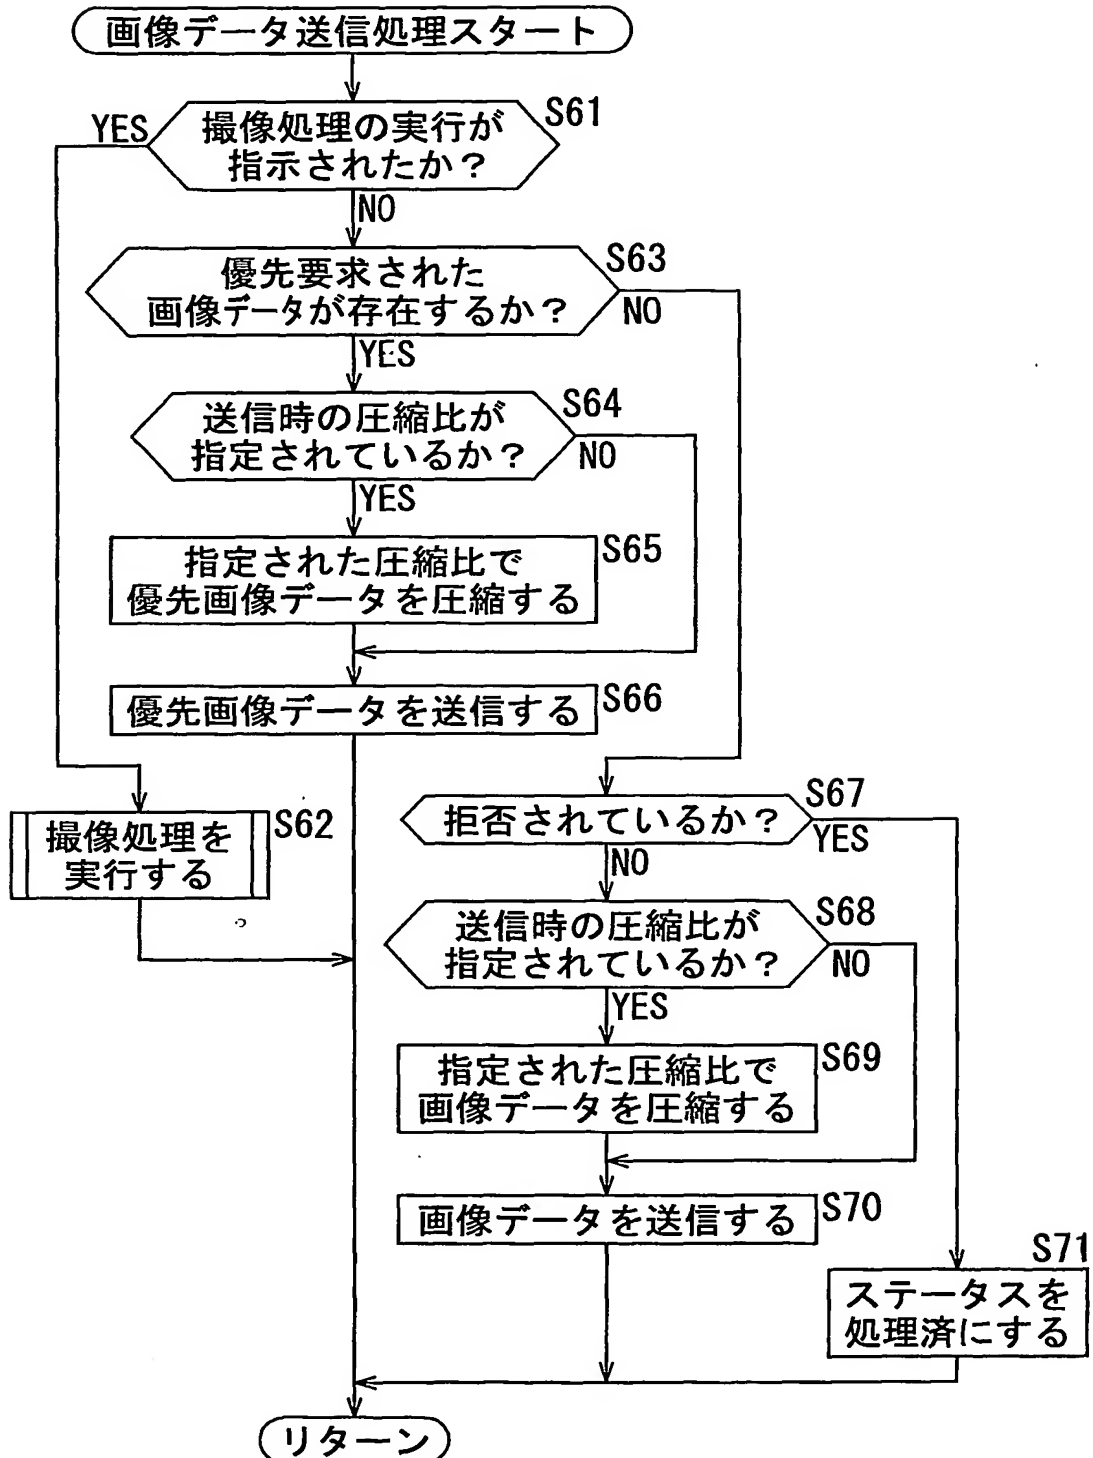 画像データ送信処理スタート
S61
撮像処理の実行が
指示されたか？
YES
NO
S63
優先要求された
画像データが存在するか？
NO
YES
S64
送信時の圧縮比が
指定されているか？
NO
YES
S65
指定された圧縮比で
優先画像データを圧縮する
S66
優先画像データを送信する
S62
撮像処理を
実行する
S67
拒否されているか？
YES
NO
S68
送信時の圧縮比が
指定されているか？
NO
YES
S69
指定された圧縮比で
画像データを圧縮する
S70
画像データを送信する
S71
ステータスを
処理済にする
リターン